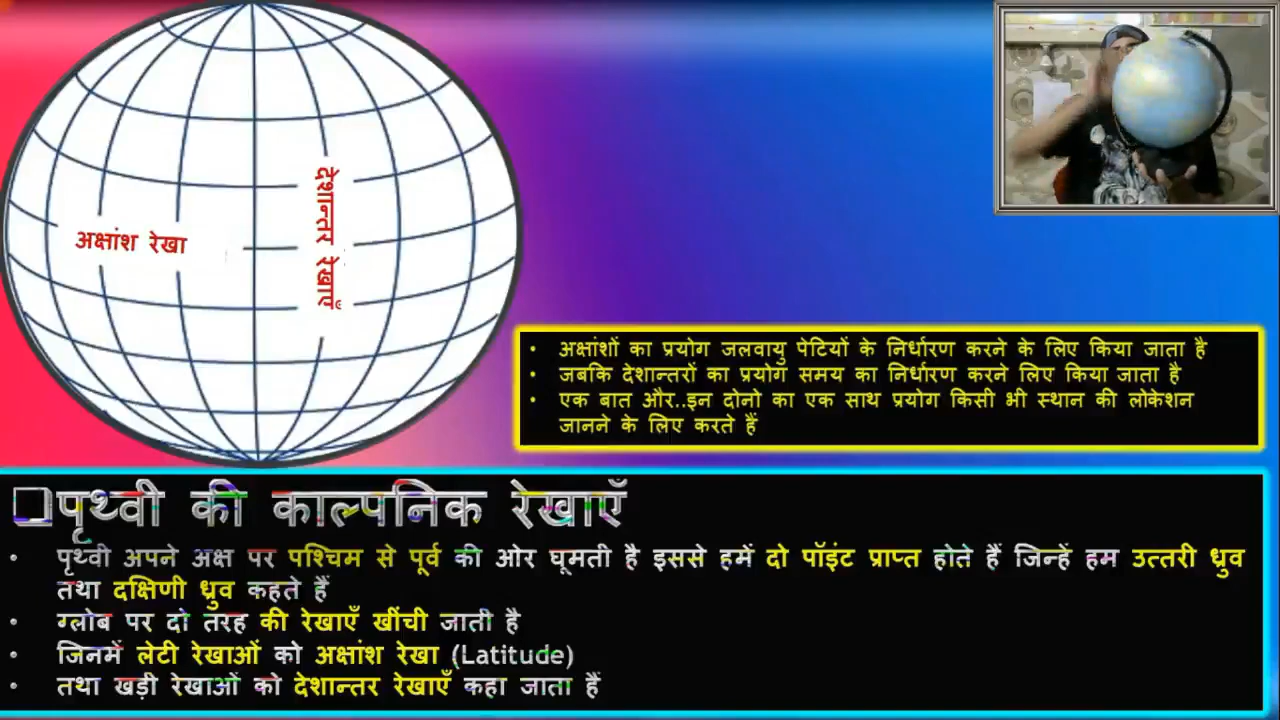 अक्षांश रेखा
देशान्तर रेखाएँ
• अक्षांशों का प्रयोग जलवायु पेटियों के निर्धारण करने के लिए किया जाता है
• जबकि देशान्तरों का प्रयोग समय का निर्धारण करने लिए किया जाता है
• एक बात और..इन दोनो का एक साथ प्रयोग किसी भी स्थान की लोकेशन
जानने के लिए करते हैं
❑पृथ्वी की काल्पनिक रेखाएँ
• पृथ्वी अपने अक्ष पर पश्चिम से पूर्व की ओर घूमती है इससे हमें दो पॉइंट प्राप्त होते हैं जिन्हें हम उत्तरी ध्रुव
तथा दक्षिणी ध्रुव कहते हैं
• ग्लोब पर दो तरह की रेखाएँ खींची जाती है
• जिनमें लेटी रेखाओं को अक्षांश रेखा (Latitude)
• तथा खड़ी रेखाओं को देशान्तर रेखाएँ कहा जाता हैं